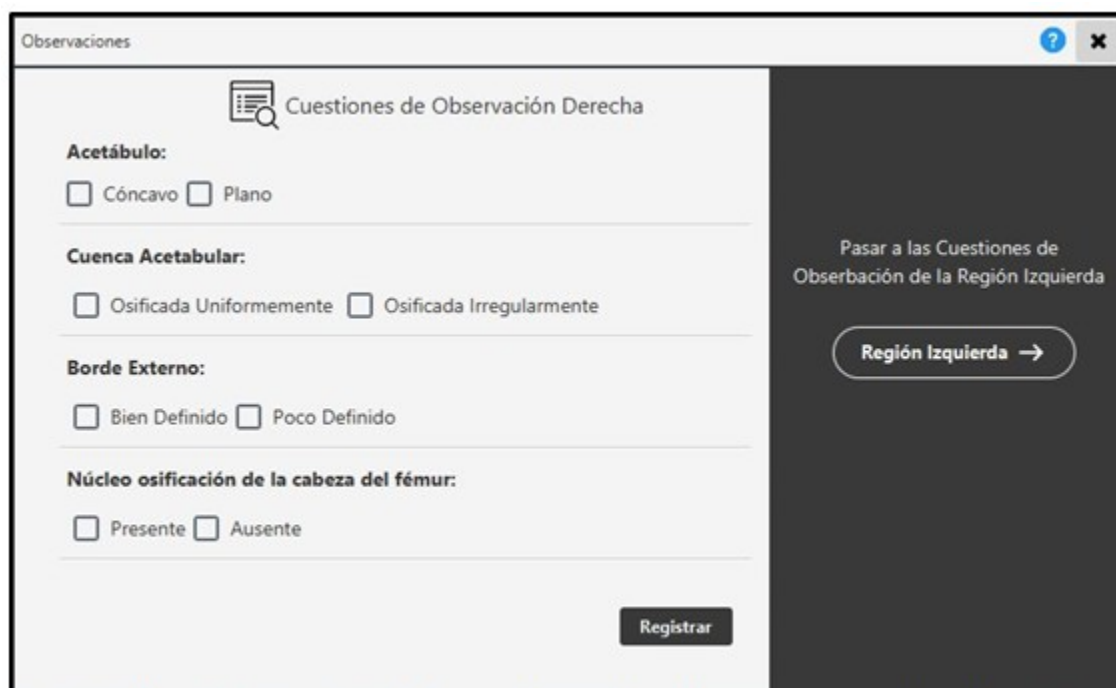 Observaciones
Cuestiones de Observación Derecha
Acetábulo:
Cóncavo Plano
Cuenca Acetabular:
Osificada Uniformemente Osificada Irregularmente
Borde Externo:
Bien Definido Poco Definido
Núcleo osificación de la cabeza del fémur:
Presente Ausente
Registrar
Pasar a las Cuestiones de
Obserbación de la Región Izquierda
Región Izquierda →